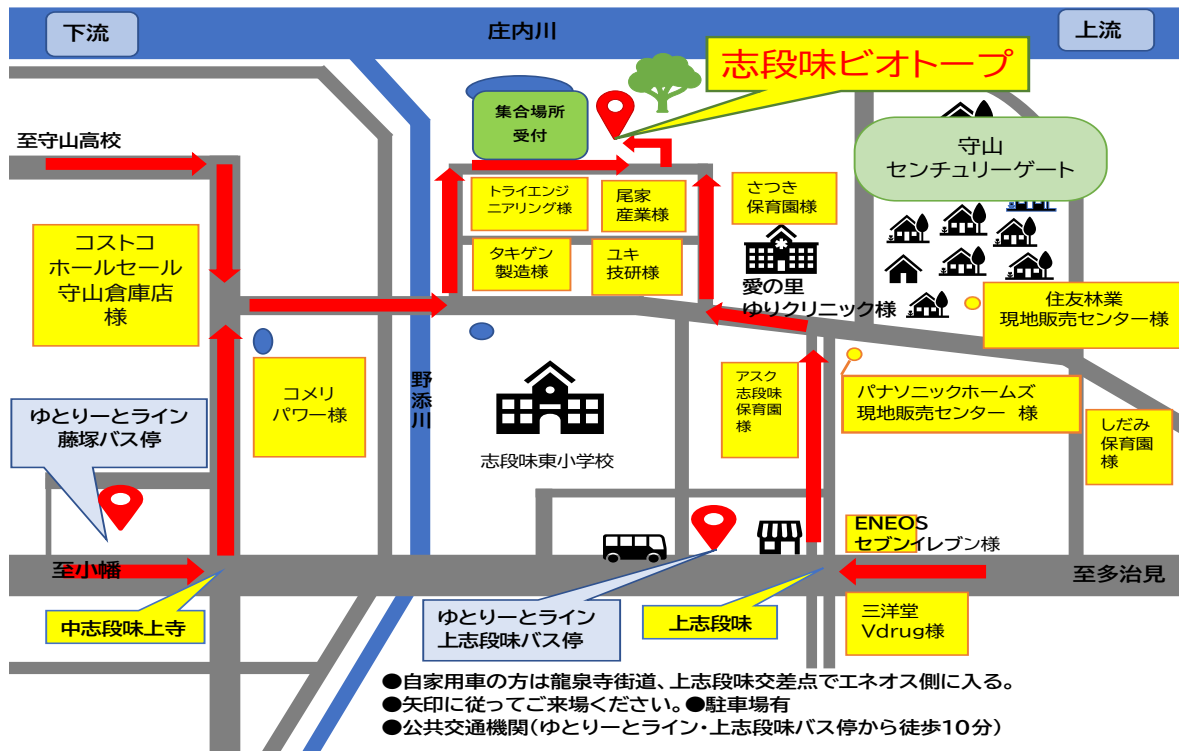 下流
庄内川
上流
志段味ビオトープ
集合場所
受付
至守山高校
守山
センチュリーゲート
トライエンジ
ニアリング様
尾家
産業様
さつき
保育園様
コストコ
ホールセール
守山倉庫店
様
タキゲン
製造様
ユキ
技研様
愛の里
ゆりクリニック様
住友林業
現地販売センター様
コメリ
パワー様
野添川
アスク
志段味
保育園
様
パナソニックホームズ
現地販売センター 様
しだみ
保育園
様
ゆとりーとライン
藤塚バス停
志段味東小学校
ENEOS
セブンイレブン様
至小幡
至多治見
中志段味上寺
ゆとりーとライン
上志段味バス停
上志段味
三洋堂
Vdrug様
●自家用車の方は龍泉寺街道、上志段味交差点でエネオス側に入る。
●矢印に従ってご来場ください。●駐車場有
●公共交通機関(ゆとりーとライン・上志段味バス停から徒歩10分)